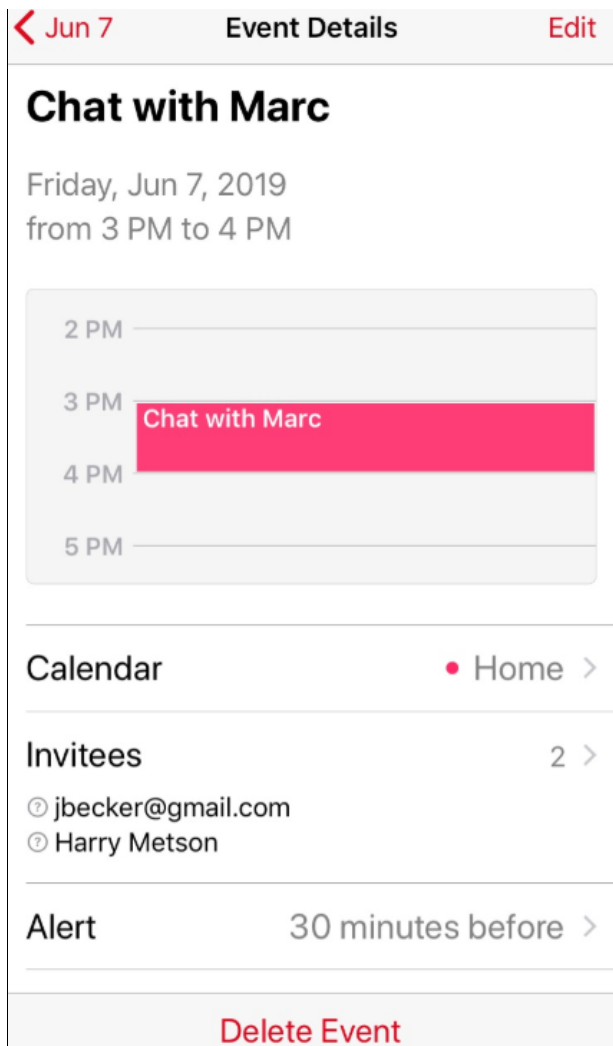 Jun 7 Event Details Edit
Chat with Marc
Friday, Jun 7, 2019
from 3 PM to 4 PM
2 PM
3 PM
Chat with Marc
4 PM
5 PM
Calendar Home
Invitees 2
jbecker@gmail.com
Harry Metson
Alert 30 minutes before
Delete Event